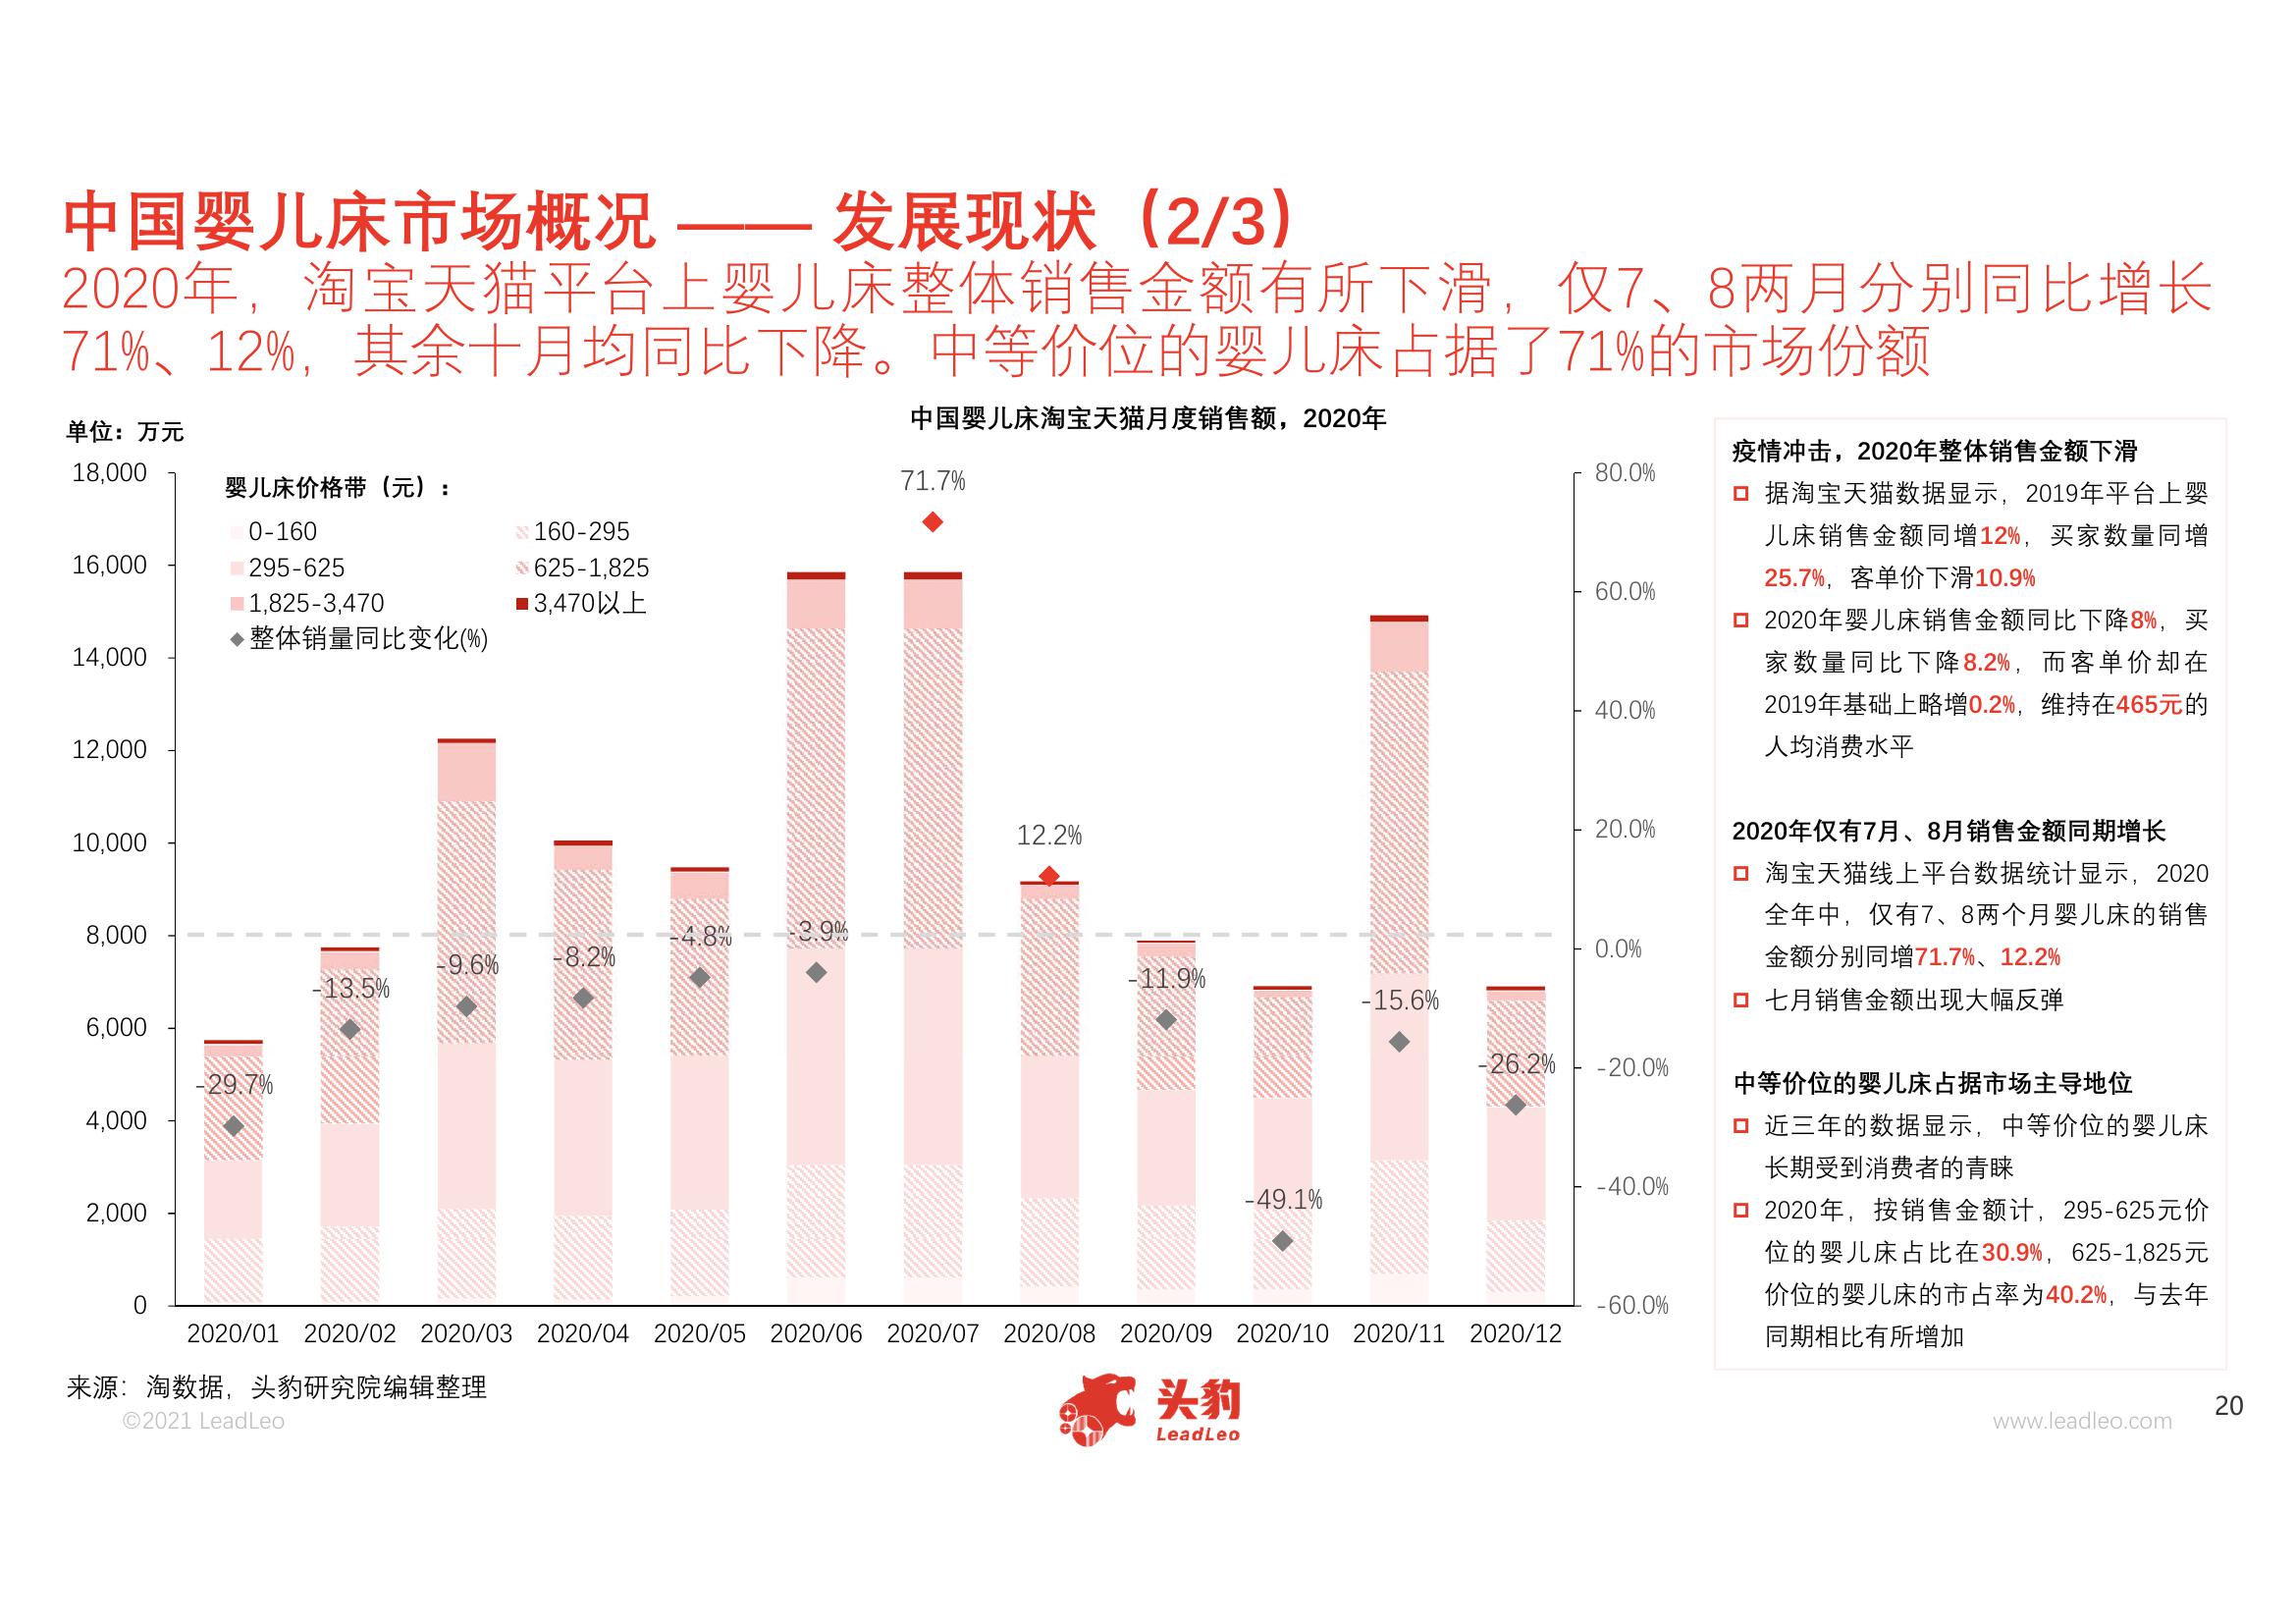 中国婴儿床市场概况 —— 发展现状（2/3）
2020年，淘宝天猫平台上婴儿床整体销售金额有所下滑，仅7、8两月分别同比增长
71%、12%，其余十月均同比下降。中等价位的婴儿床占据了71%的市场份额
中国婴儿床淘宝天猫月度销售额，2020年
单位：万元
18,000
16,000
14,000
12,000
10,000
8,000
6,000
4,000
2,000
0
婴儿床价格带（元）：
0-160
160-295
295-625
625-1,825
1,825-3,470
3,470以上
整体销量同比变化(%)
-29.7%
-13.5%
-9.6%
-8.2%
-4.8%
-3.9%
71.7%
12.2%
-11.9%
-49.1%
-15.6%
-26.2%
80.0%
60.0%
40.0%
20.0%
0.0%
-20.0%
-40.0%
-60.0%
2020/01 2020/02 2020/03 2020/04 2020/05 2020/06 2020/07 2020/08 2020/09 2020/10 2020/11 2020/12
疫情冲击，2020年整体销售金额下滑
据淘宝天猫数据显示，2019年平台上婴
儿床销售金额同增12%，买家数量同增
25.7%，客单价下滑10.9%
2020年婴儿床销售金额同比下降8%，买
家数量同比下降8.2%，而客单价却在
2019年基础上略增0.2%，维持在465元的
人均消费水平
2020年仅有7月、8月销售金额同期增长
淘宝天猫线上平台数据统计显示，2020
全年中，仅有7、8两个月婴儿床的销售
金额分别同增71.7%、12.2%
七月销售金额出现大幅反弹
中等价位的婴儿床占据市场主导地位
近三年的数据显示，中等价位的婴儿床
长期受到消费者的青睐
2020年，按销售金额计，295-625元价
位的婴儿床占比在30.9%，625-1,825元
价位的婴儿床的市占率为40.2%，与去年
同期相比有所增加
来源：淘数据，头豹研究院编辑整理
©2021 LeadLeo
头豹
LeadLeo
www.leadleo.com
20